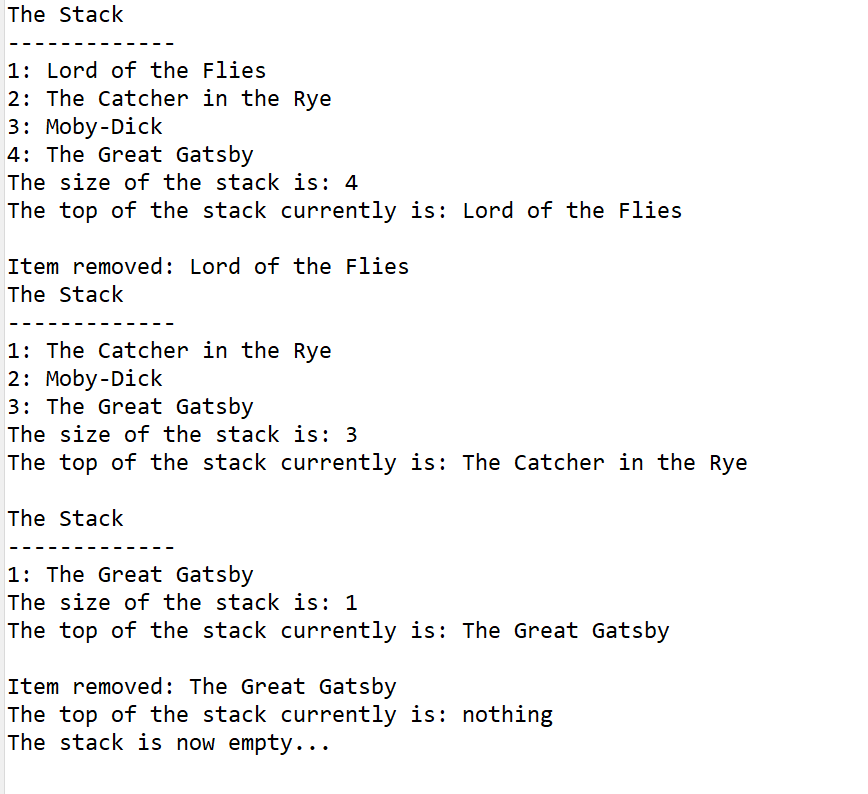 The Stack
-------------
1: Lord of the Flies
2: The Catcher in the Rye
3: Moby-Dick
4: The Great Gatsby
The size of the stack is: 4
The top of the stack currently is: Lord of the Flies

Item removed: Lord of the Flies
The Stack
-------------
1: The Catcher in the Rye
2: Moby-Dick
3: The Great Gatsby
The size of the stack is: 3
The top of the stack currently is: The Catcher in the Rye

The Stack
-------------
1: The Great Gatsby
The size of the stack is: 1
The top of the stack currently is: The Great Gatsby

Item removed: The Great Gatsby
The top of the stack currently is: nothing
The stack is now empty...